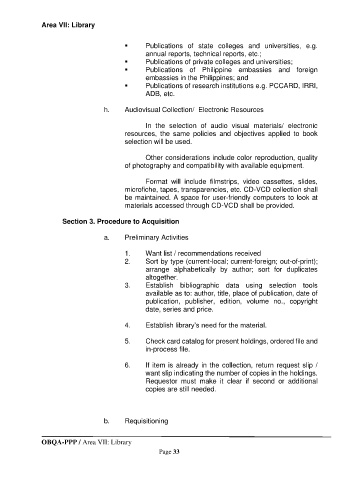 Area VII: Library
▪ Publications of state colleges and universities, e.g.
annual reports, technical reports, etc.;
▪ Publications of private colleges and universities;
▪ Publications of Philippine embassies and foreign
embassies in the Philippines; and
▪ Publications of research institutions e.g. PCCARD, IRRI,
ADB, etc.
h. Audiovisual Collection/ Electronic Resources
In the selection of audio visual materials/ electronic
resources, the same policies and objectives applied to book
selection will be used.
Other considerations include color reproduction, quality
of photography and compatibility with available equipment.
Format will include filmstrips, video cassettes, slides,
microfiche, tapes, transparencies, etc. CD-VCD collection shall
be maintained. A space for user-friendly computers to look at
materials accessed through CD-VCD shall be provided.
Section 3. Procedure to Acquisition
a. Preliminary Activities
1. Want list / recommendations received
2. Sort by type (current-local; current-foreign; out-of-print);
arrange alphabetically by author; sort for duplicates
altogether.
3. Establish bibliographic data using selection tools
available as to: author, title, place of publication, date of
publication, publisher, edition, volume no., copyright
date, series and price.
4. Establish library's need for the material.
5. Check card catalog for present holdings, ordered file and
in-process file.
6. If item is already in the collection, return request slip /
want slip indicating the number of copies in the holdings.
Requestor must make it clear if second or additional
copies are still needed.
b. Requisitioning
OBQA-PPP / Area VII: Library
Page 33